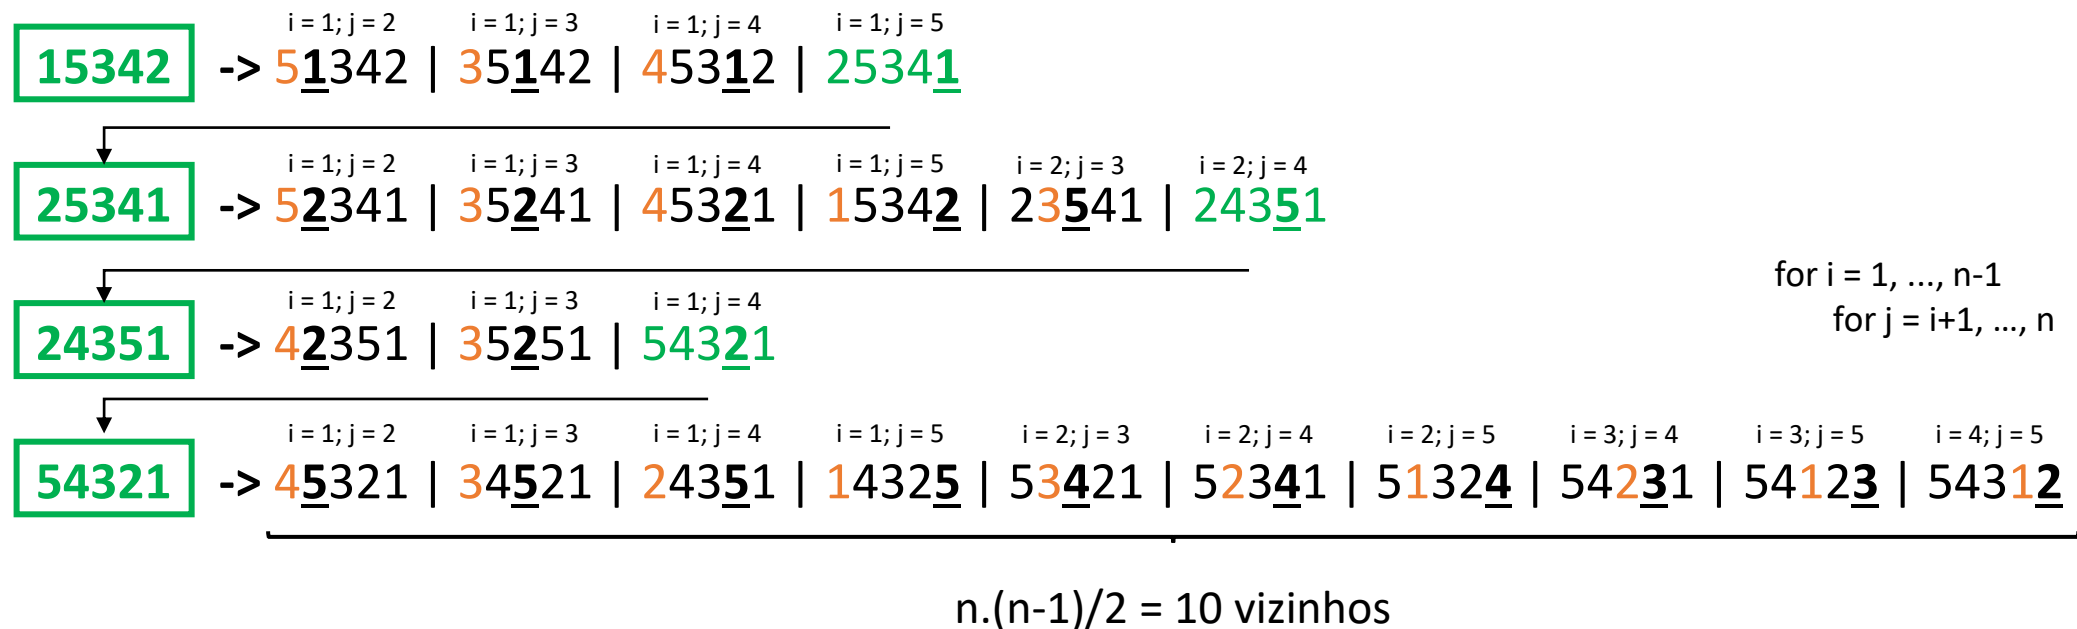 i = 1; j = 2 i = 1; j = 3 i = 1; j = 4 i = 1; j = 5
15342 -> 51342 | 35142 | 45312 | 25341
i = 1; j = 2 i = 1; j = 3 i = 1; j = 4 i = 1; j = 5 i = 2; j = 3 i = 2; j = 4
25341 -> 52341 | 35241 | 45321 | 15342 | 23541 | 24351
for i = 1, ..., n-1
for j = i+1, ..., n
i = 1; j = 2 i = 1; j = 3 i = 1; j = 4
24351 -> 42351 | 35251 | 54321
i = 1; j = 2 i = 1; j = 3 i = 1; j = 4 i = 1; j = 5 i = 2; j = 3 i = 2; j = 4 i = 2; j = 5 i = 3; j = 4 i = 3; j = 5 i = 4; j = 5
54321 -> 45321 | 34521 | 24351 | 14325 | 53421 | 52341 | 51324 | 54231 | 54123 | 54312
n.(n-1)/2 = 10 vizinhos